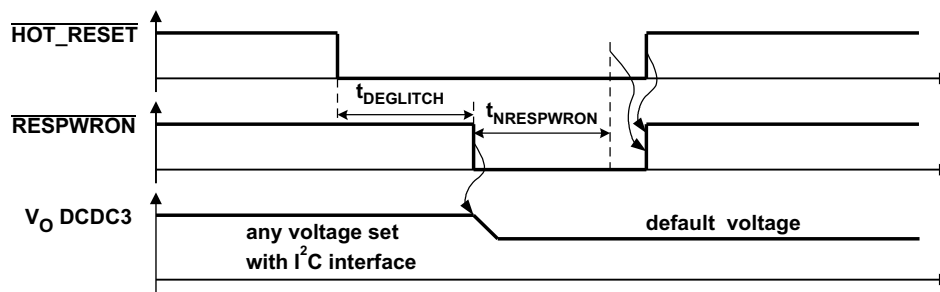 HOT_RESET
tDEGLITCH
RESPWRON
tNRESPWRON
VO DCDC3
any voltage set
with I2C interface
default voltage